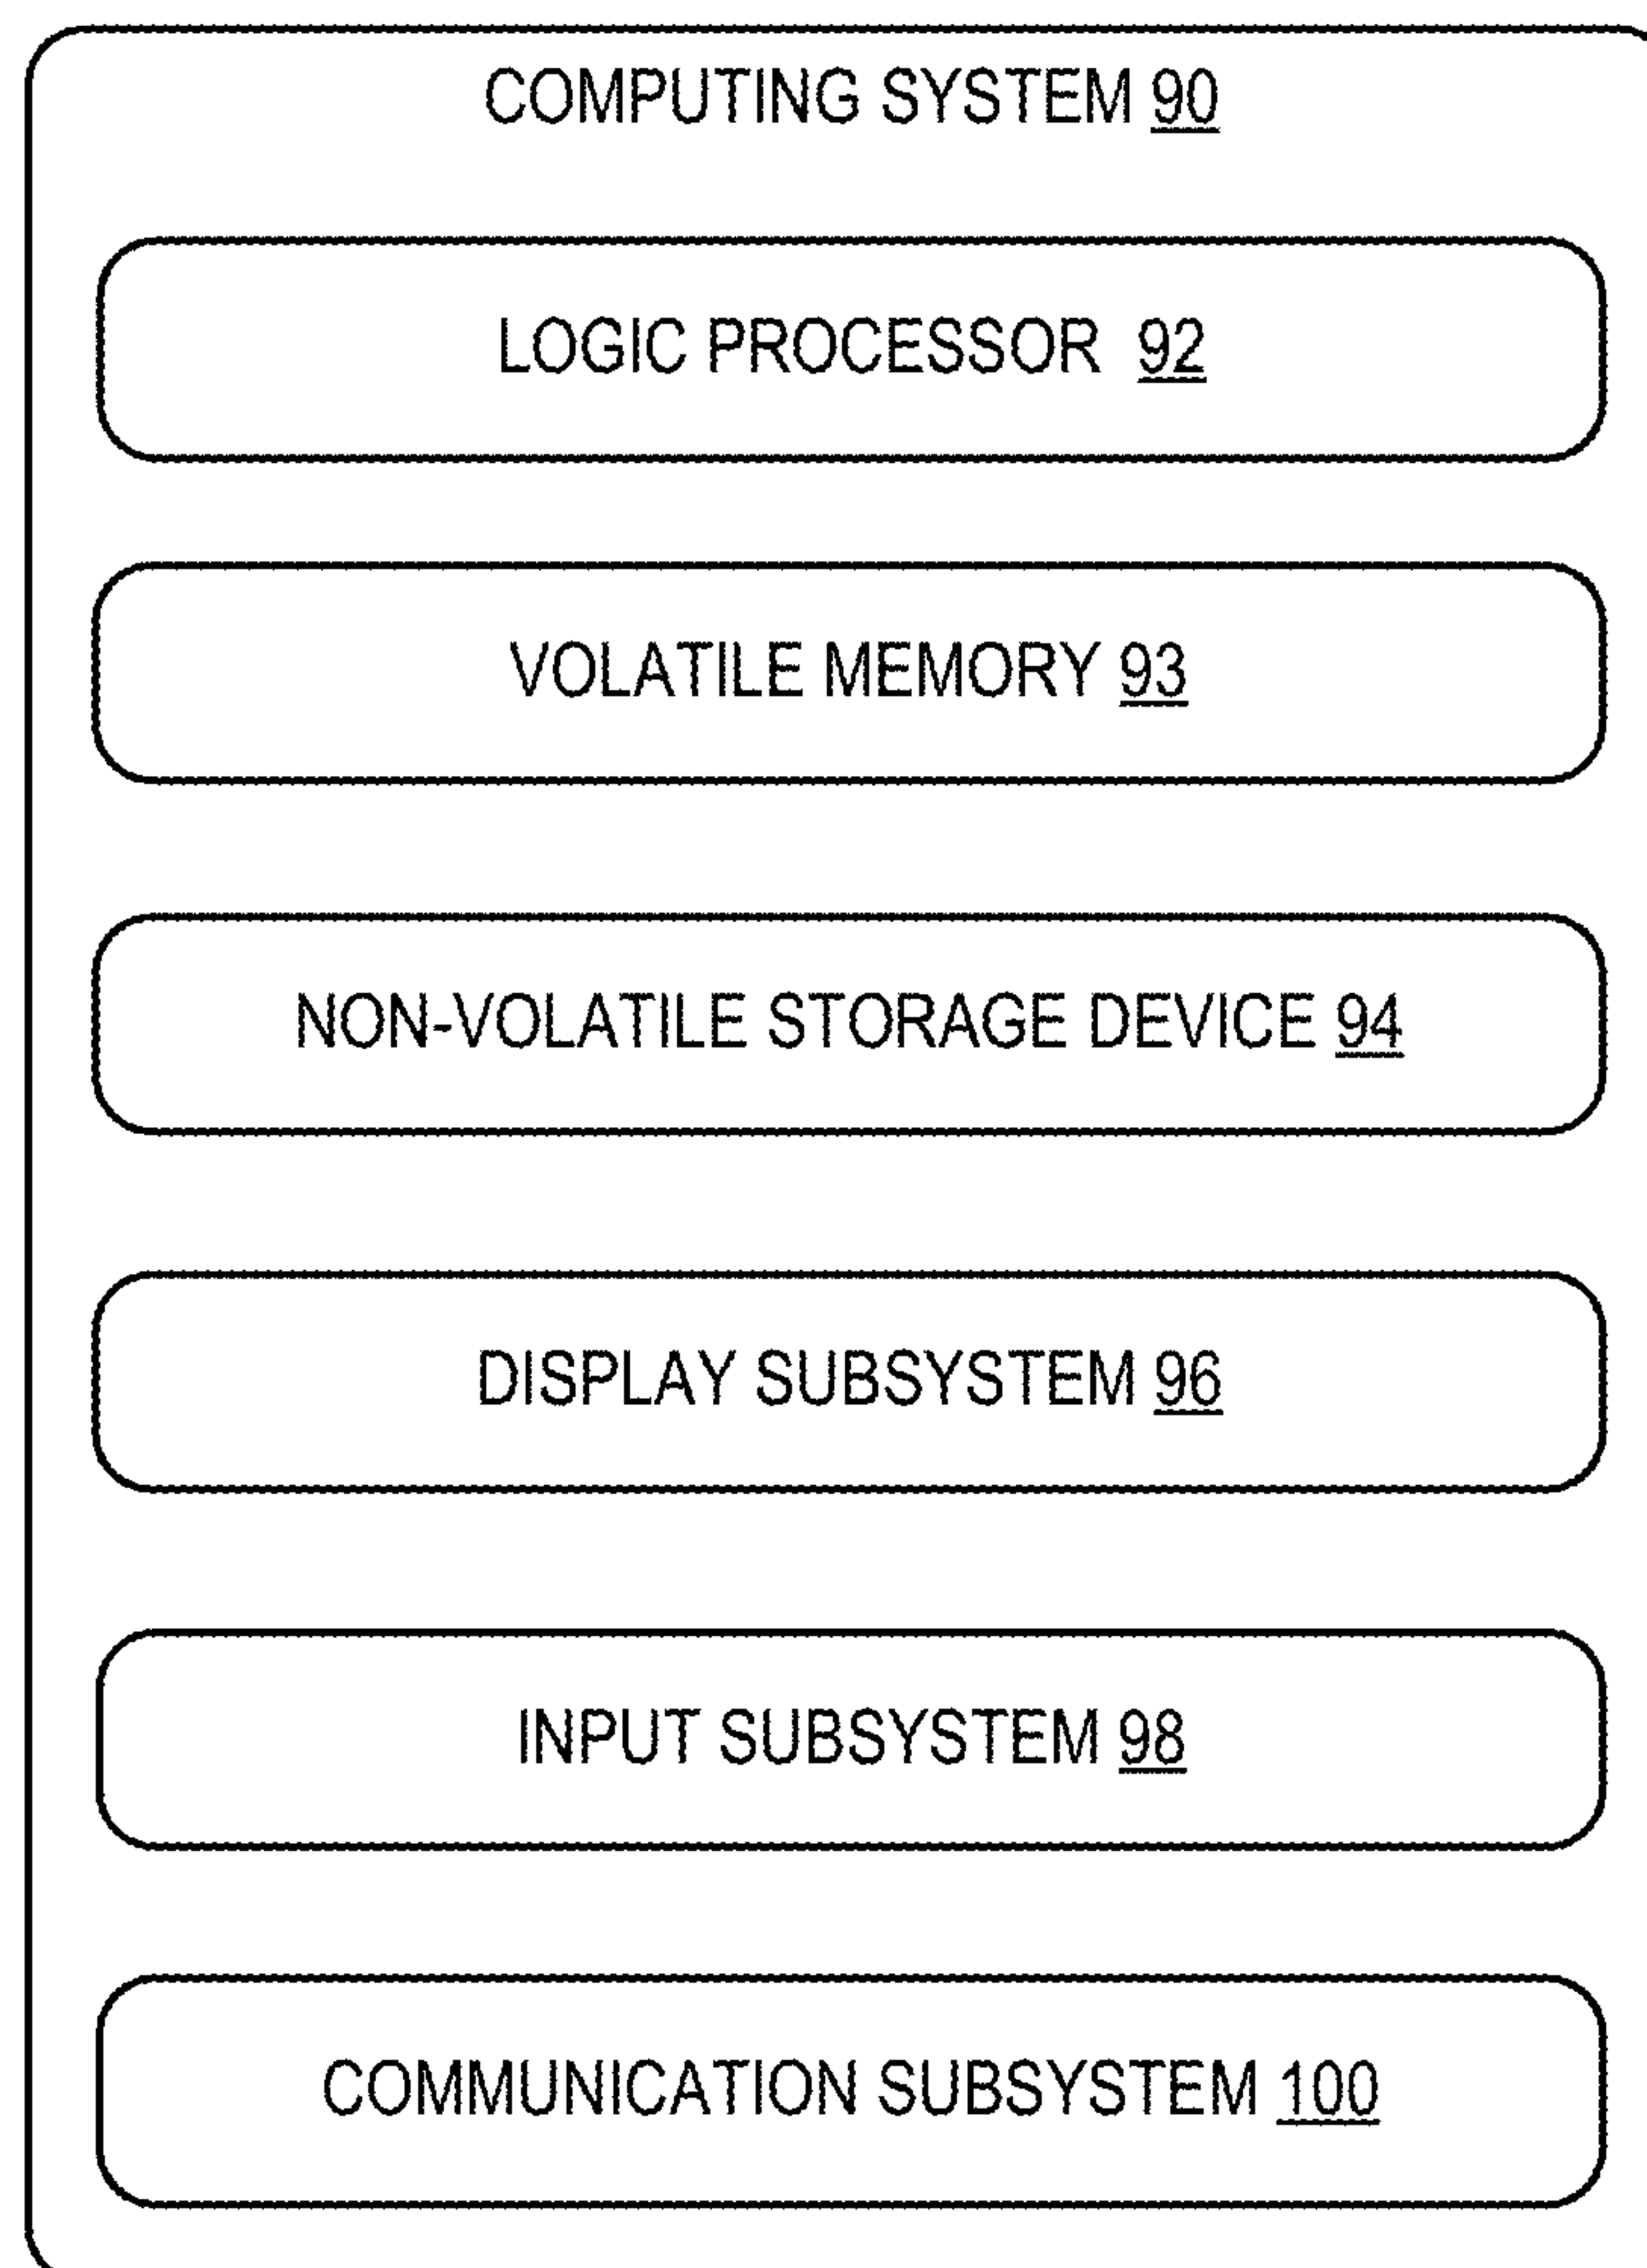 COMPUTING SYSTEM 90
LOGIC PROCESSOR 92
VOLATILE MEMORY 93
NON-VOLATILE STORAGE DEVICE 94
DISPLAY SUBSYSTEM 96
INPUT SUBSYSTEM 98
COMMUNICATION SUBSYSTEM 100